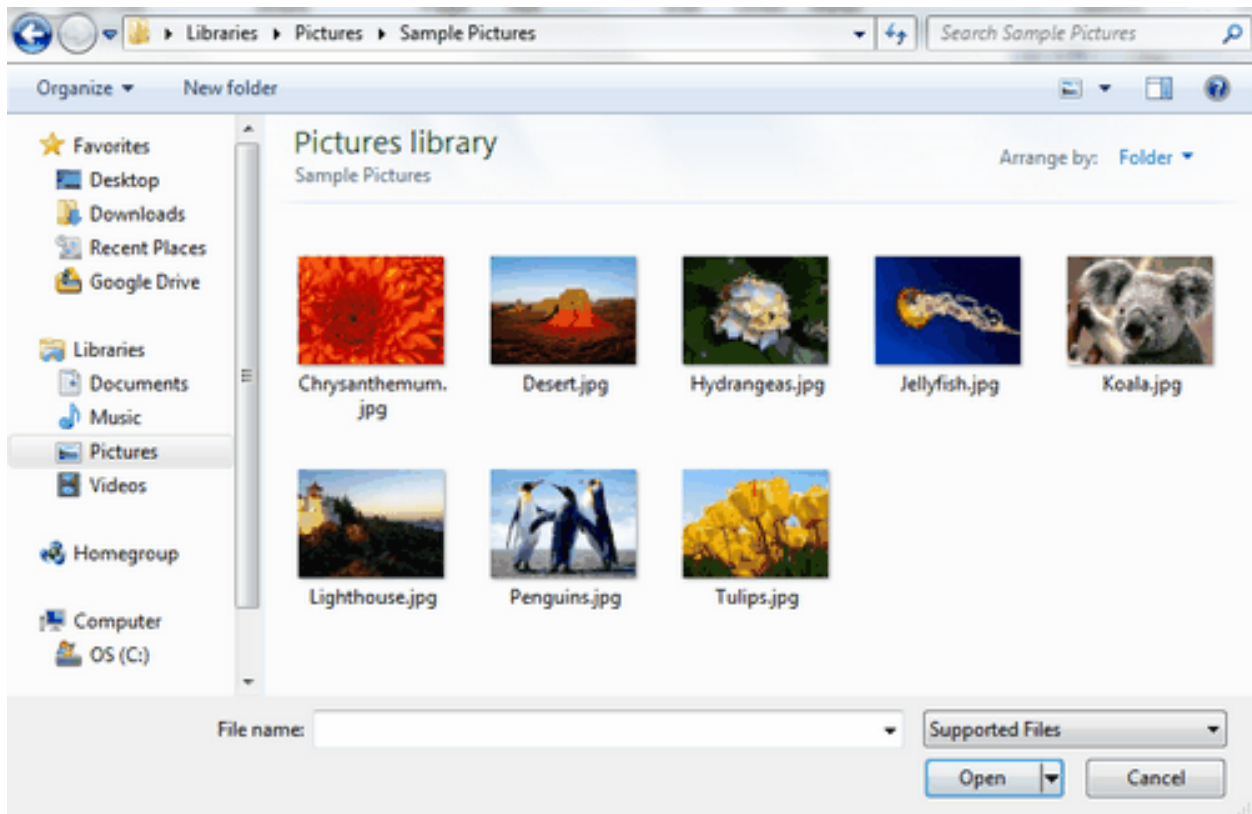 Libraries Pictures Sample Pictures
Search Sample Pictures
Organize New folder
Favorites
Desktop
Downloads
Recent Places
Google Drive
Libraries
Documents
Music
Pictures
Videos
Homegroup
Computer
OS (C:)
Pictures library
Sample Pictures
Arrange by: Folder
Chrysanthemum.
jpg
Desert.jpg
Hydrangeas.jpg
Jellyfish.jpg
Koala.jpg
Lighthouse.jpg
Penguins.jpg
Tulips.jpg
File name:
Supported Files
Open
Cancel